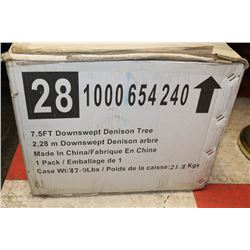 28 1000 654 240
7.5FT Downswept Denison Tree
2,28 m Downswept Denison arbre
Made In China/Fabrique En Chine
1 Pack / Emballage de 1
Case Wt: 47.9Lbs / Poids de la caisse: 21.8 Kgs